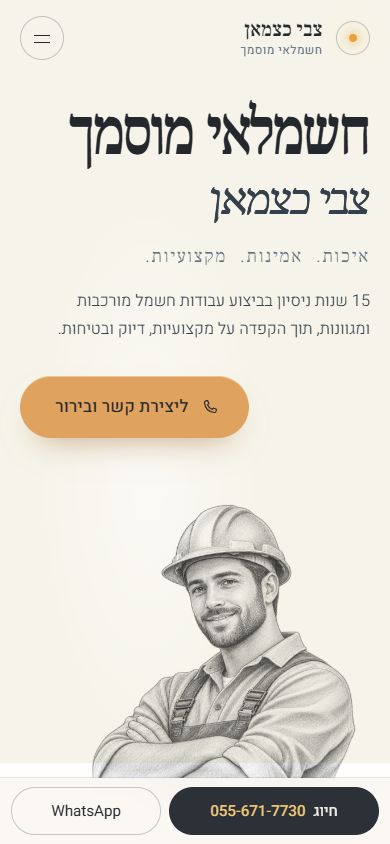 צבי כצמאן
חשמלאי מוסמך
חשמלאי מוסמך
צבי כצמאן
איכות. אמינות. מקצועיות.
15 שנות ניסיון בביצוע עבודות חשמל מורכבות
ומגוונות, תוך הקפדה על מקצועיות, דיוק ובטיחות.
ליצירת קשר ובירור
חיוג 055-671-7730
WhatsApp